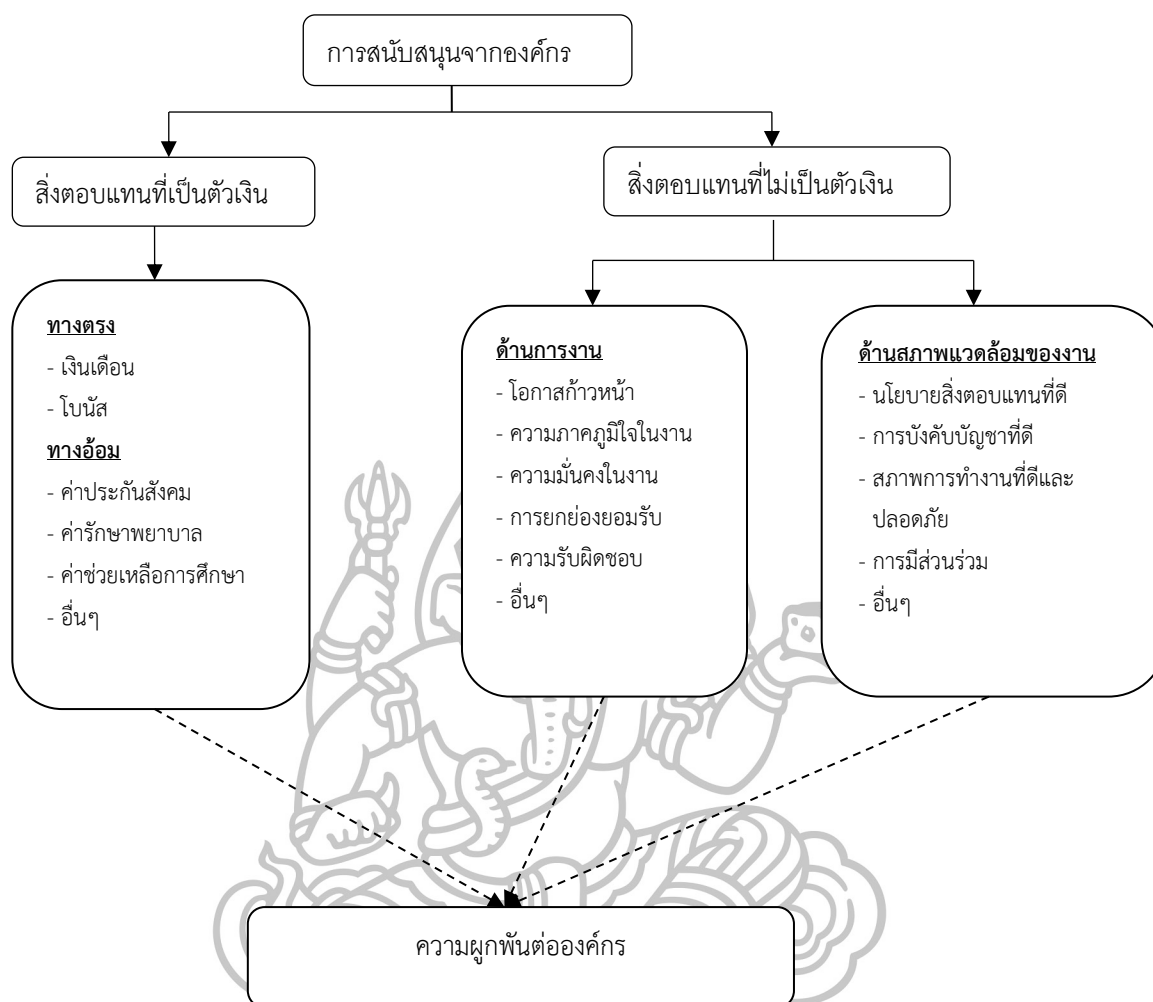 การสนับสนุนจากองค์กร
สิ่งตอบแทนที่เป็นตัวเงิน
สิ่งตอบแทนที่ไม่เป็นตัวเงิน
ทางตรง
- เงินเดือน
- โบนัส
ทางอ้อม
- ค่าประกันสังคม
- ค่ารักษาพยาบาล
- ค่าช่วยเหลือการศึกษา
- อื่นๆ
ด้านการงาน
- โอกาสก้าวหน้า
- ความภาคภูมิใจในงาน
- ความมั่นคงในงาน
- การยกย่องยอมรับ
- ความรับผิดชอบ
- อื่นๆ
ด้านสภาพแวดล้อมของงาน
- นโยบายสิ่งตอบแทนที่ดี
- การบังคับบัญชาที่ดี
- สภาพการทำงานที่ดีและ
ปลอดภัย
- การมีส่วนร่วม
- อื่นๆ
ความผูกพันต่อองค์กร